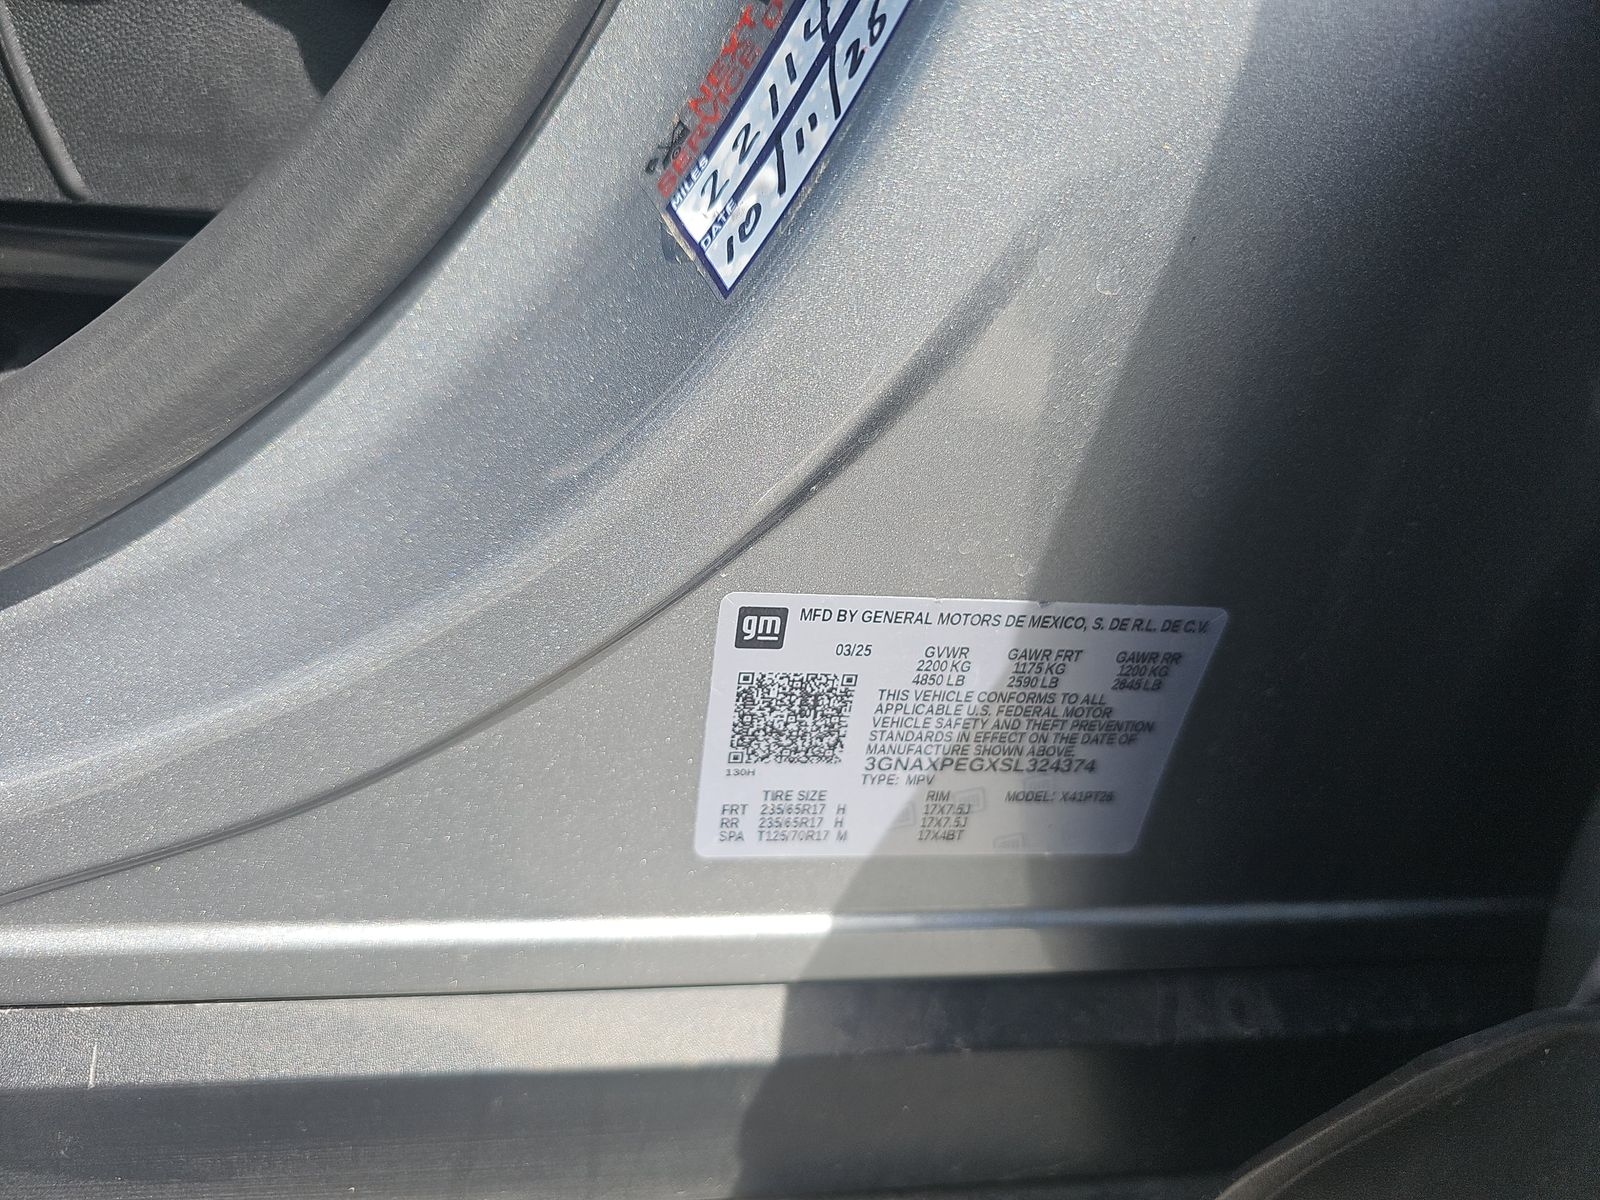 NEXT
SERVICE
MILES
2211
DATE
10/11/26
gm
MFD BY GENERAL MOTORS DE MEXICO, S. DE R.L. DE C.V.
03/25 GVWR GAWR FRT GAWR RR
2200 KG 1175 KG 1200 KG
4850 LB 2590 LB 2645 LB
THIS VEHICLE CONFORMS TO ALL
APPLICABLE U.S. FEDERAL MOTOR
VEHICLE SAFETY AND THEFT PREVENTION
STANDARDS IN EFFECT ON THE DATE OF
MANUFACTURE SHOWN ABOVE.
3GNAXPEGXSL324374
130H
TYPE: MPV
TIRE SIZE RIM MODEL: X41PT26
FRT 235/65R17 H 17X7.5J
RR 235/65R17 H 17X7.5J
SPA T125/70R17 M 17X4BT